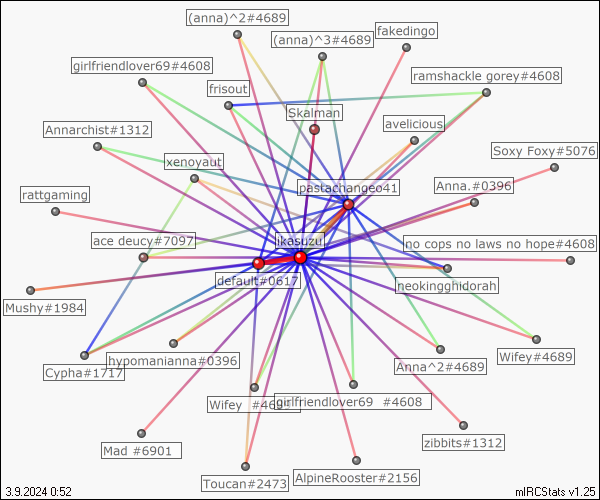 (anna)^2#4689
fakedingo
(anna)^3#4689
girlfriendlover69#4608
ramshackle gorey#4608
frisout
Skalman
Annarchist#1312
avelicious
Soxy Foxy#5076
xenoyaut
pastachangeo41
Anna.#0396
rattgaming
ace deucy#7097
ikasuzu
no cops no laws no hope#4608
default#0617
neokingghidorah
Mushy#1984
hypomanianna#0396
Wifey#4689
Cypha#1717
Anna^2#4689
Wifey #4689
girlfriendlover69 #4608
zibbits#1312
Mad #6901
Toucan#2473
AlpineRooster#2156
3.9.2024 0:52
mIRCStats v1.25